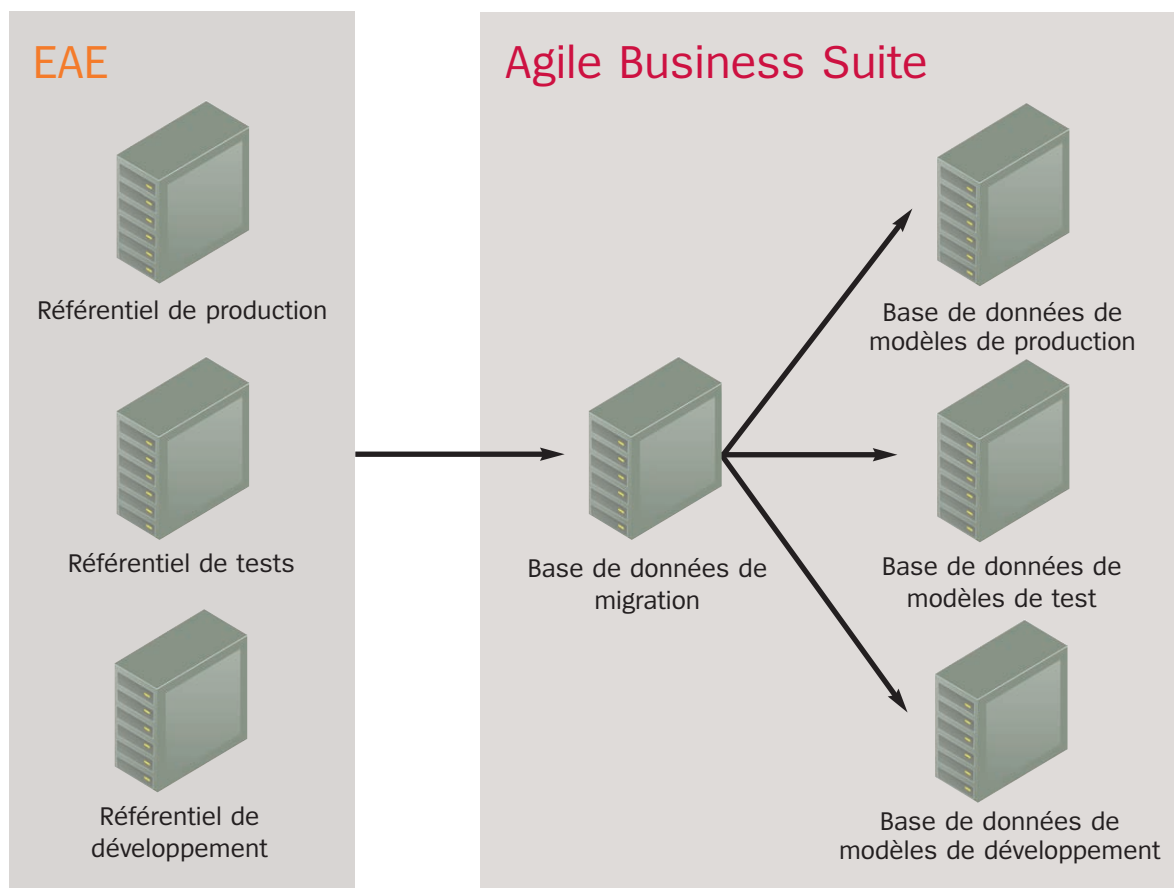 EAE
Référentiel de production
Référentiel de tests
Référentiel de
développement
Agile Business Suite
Base de données de
migration
Base de données de
modèles de production
Base de données de
modèles de test
Base de données de
modèles de développement